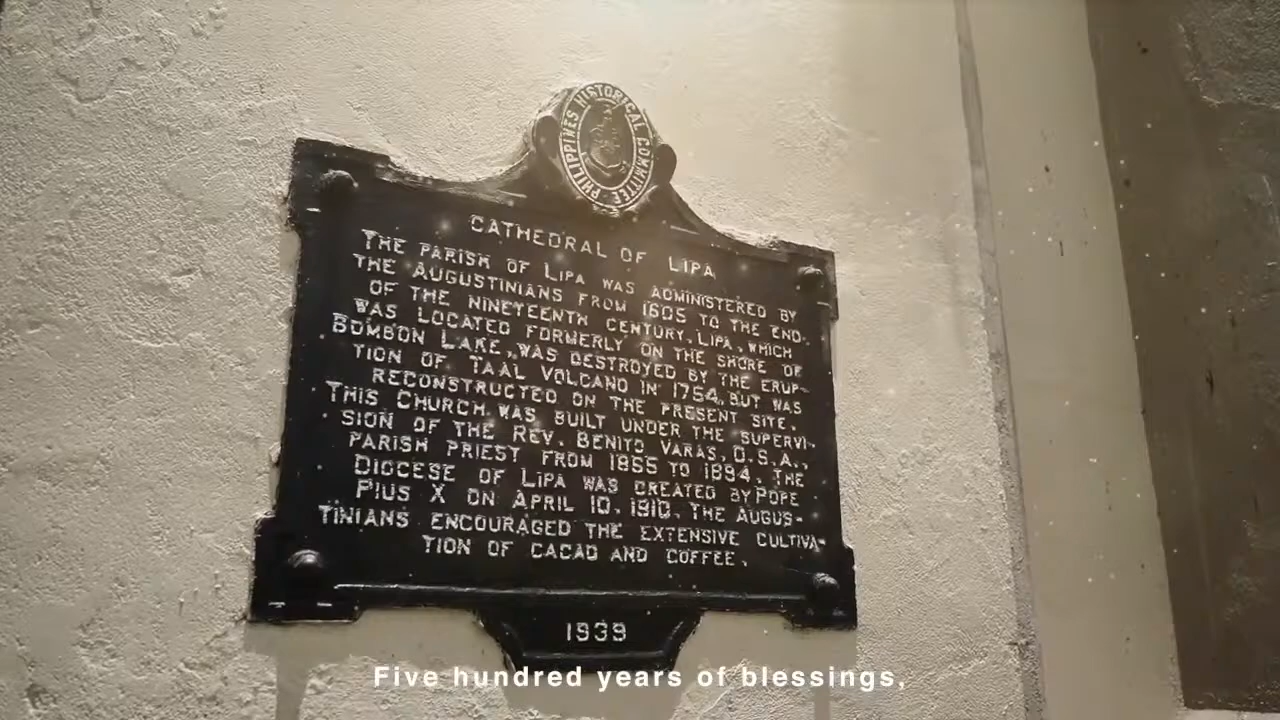 PHILIPPINES HISTORICAL COMMITTEE
CATHEDRAL OF LIPA
THE PARISH OF LIPA WAS ADMINISTERED BY
THE AUGUSTINIANS FROM 1605 TO THE END
OF THE NINETEENTH CENTURY. LIPA, WHICH
WAS LOCATED FORMERLY ON THE SHORE OF
BOMBON LAKE, WAS DESTROYED BY THE ERUP-
TION OF TAAL VOLCANO IN 1754, BUT WAS
RECONSTRUCTED ON THE PRESENT SITE.
THIS CHURCH WAS BUILT UNDER THE SUPERVI-
SION OF THE REV. BENITO VARAS, O.S.A.,
PARISH PRIEST FROM 1865 TO 1894. THE
DIOCESE OF LIPA WAS CREATED BY POPE
PIUS X ON APRIL 10, 1910. THE AUGUS-
TINIANS ENCOURAGED THE EXTENSIVE CULTIVA-
TION OF CACAO AND COFFEE.
1939
Five hundred years of blessings,